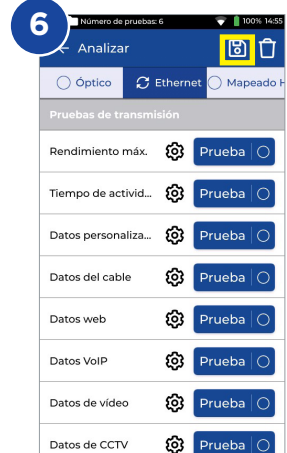 6
Número de pruebas: 6
100% 14:55
Analizar
Óptico
Ethernet
Mapeado H
Pruebas de transmisión
Rendimiento máx.
Prueba
Tiempo de activid...
Prueba
Datos personaliza...
Prueba
Datos del cable
Prueba
Datos web
Prueba
Datos VoIP
Prueba
Datos de vídeo
Prueba
Datos de CCTV
Prueba